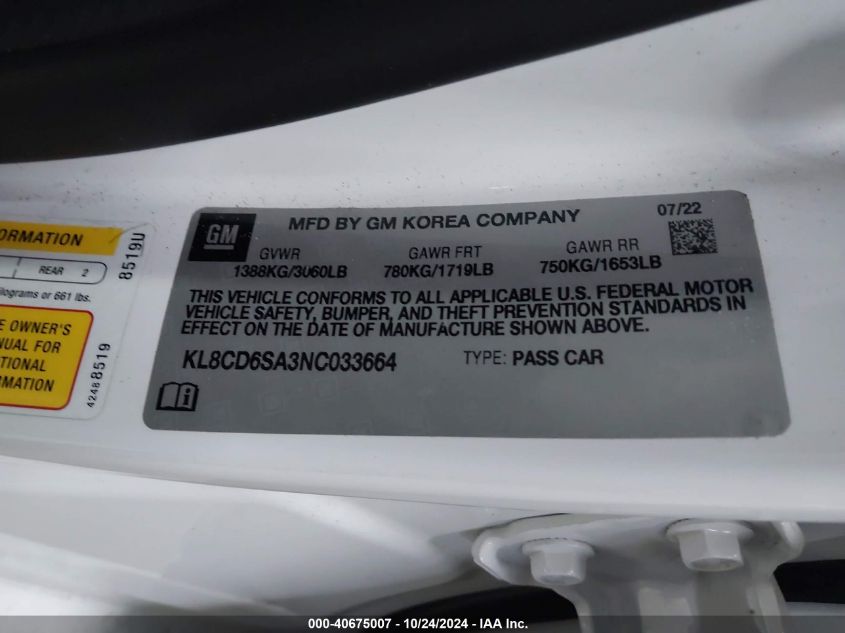 GM
MFD BY GM KOREA COMPANY
07/22
GVWR
GAWR FRT
GAWR RR
1388KG/3060LB
780KG/1719LB
750KG/1653LB
THIS VEHICLE CONFORMS TO ALL APPLICABLE U.S. FEDERAL MOTOR
VEHICLE SAFETY, BUMPER, AND THEFT PREVENTION STANDARDS IN
EFFECT ON THE DATE OF MANUFACTURE SHOWN ABOVE.
KL8CD6SA3NC033664
TYPE: PASS CAR
ORMATION
REAR 2
ilograms or 661 lbs.
E OWNER'S
NUAL FOR
TIONAL
RMATION
8519U
42488519
000-40675007 - 10/24/2024 - IAA Inc.